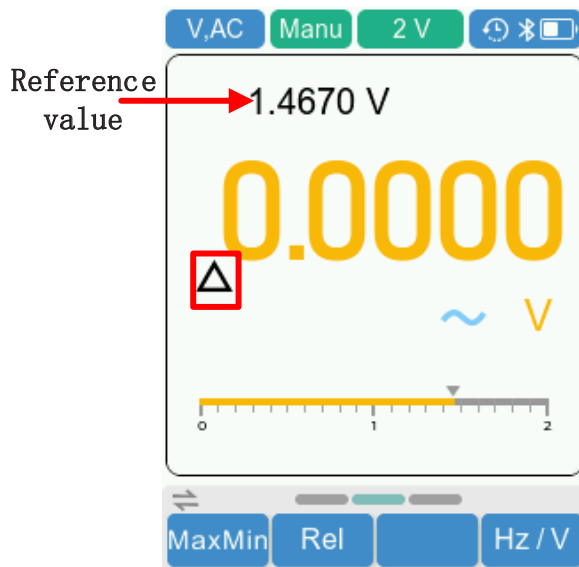 V,AC Manu 2 V
Reference value
1.4670 V
0.0000
△
~ V
0 1 2
MaxMin Rel Hz / V